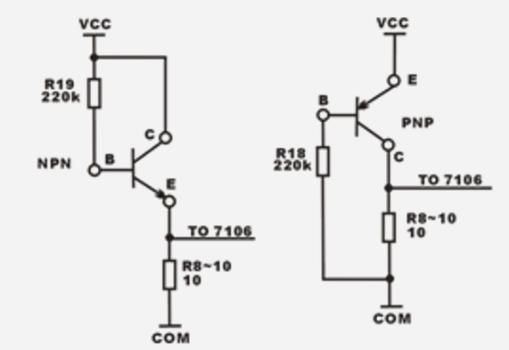 VCC
R19
220k
C
NPN
B
E
TO 7106
R8~10
10
COM
VCC
E
B
PNP
R18
220k
C
TO 7106
R8~10
10
COM